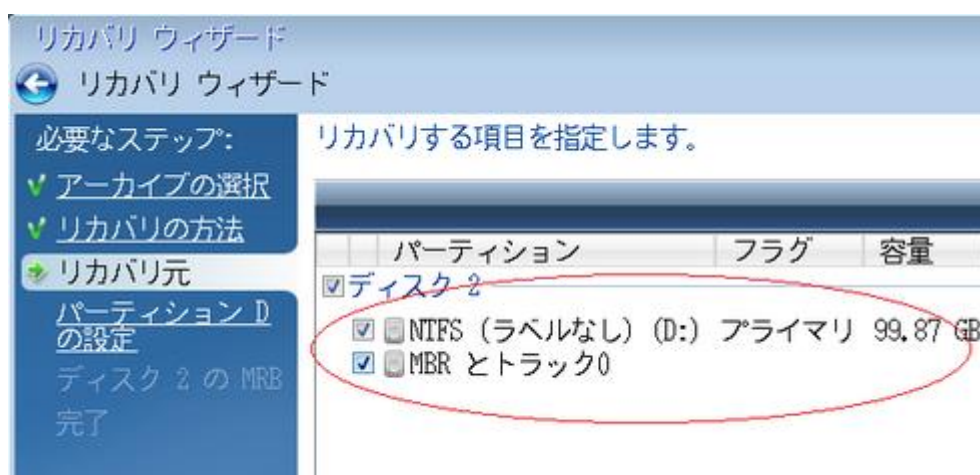 リカバリ ウィザード
リカバリ ウィザード
必要なステップ:
アーカイブの選択
リカバリの方法
リカバリ元
パーティション D
の設定
ディスク 2 の MRB
完了
リカバリする項目を指定します。
パーティション フラグ 容量
ディスク 2
NTFS (ラベルなし) (D:) プライマリ 99.87 GB
MBR とトラック0